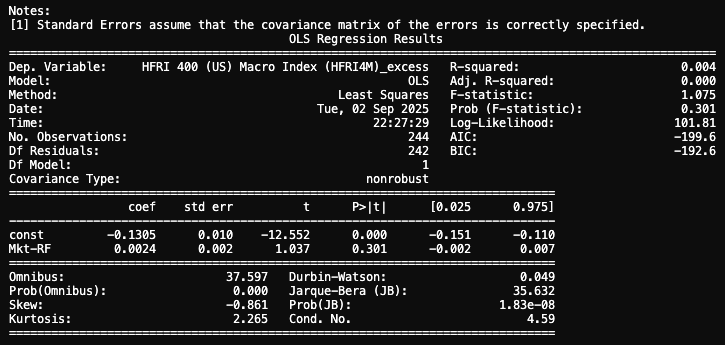 Notes:
[1] Standard Errors assume that the covariance matrix of the errors is correctly specified.
OLS Regression Results
==============================================================================
Dep. Variable: HFRI 400 (US) Macro Index (HFRI4M)_excess R-squared: 0.004
Model: OLS Adj. R-squared: 0.000
Method: Least Squares F-statistic: 1.075
Date: Tue, 02 Sep 2025 Prob (F-statistic): 0.301
Time: 22:27:29 Log-Likelihood: 101.81
No. Observations: 244 AIC: -199.6
Df Residuals: 242 BIC: -192.6
Df Model: 1
Covariance Type: nonrobust
==============================================================================
coef std err t P>|t| [0.025 0.975]
------------------------------------------------------------------------------
const -0.1305 0.010 -12.552 0.000 -0.151 -0.110
Mkt-RF 0.0024 0.002 1.037 0.301 -0.002 0.007
==============================================================================
Omnibus: 37.597 Durbin-Watson: 0.049
Prob(Omnibus): 0.000 Jarque-Bera (JB): 35.632
Skew: -0.861 Prob(JB): 1.83e-08
Kurtosis: 2.265 Cond. No. 4.59
==============================================================================